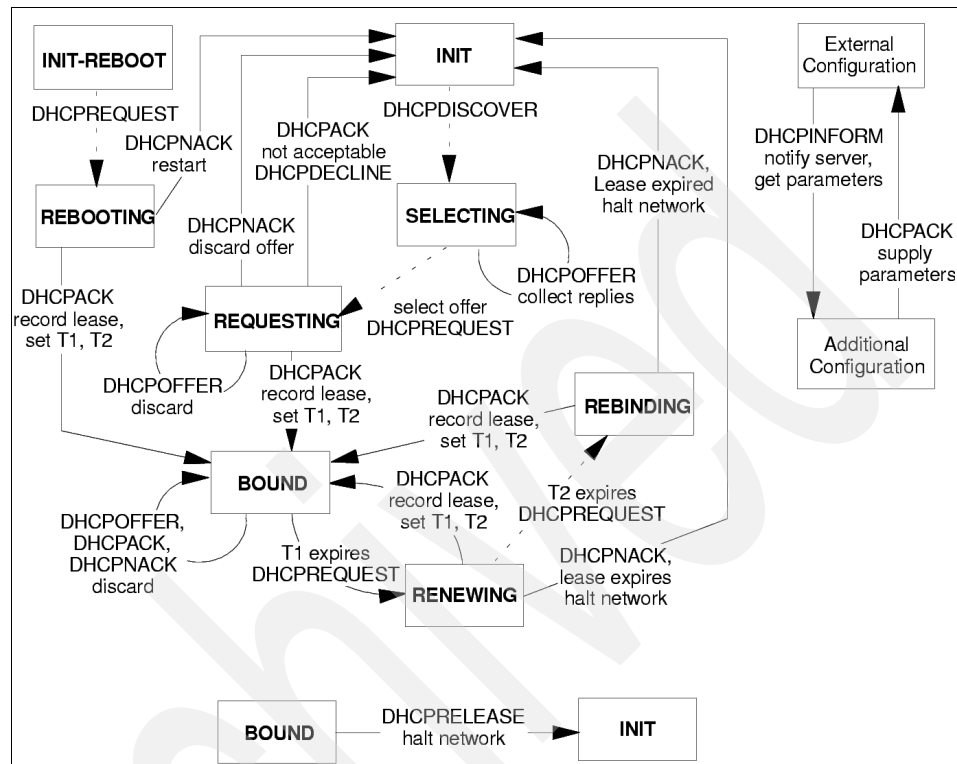 INIT-REBOOT
INIT
External
Configuration
DHCPREQUEST
DHCPNACK
restart
DHCPACK
not acceptable
DHCPDECLINE
DHCPDISCOVER
DHCPNACK,
Lease expired
halt network
DHCPINFORM
notify server,
get parameters
REBOOTING
DHCPNACK
discard offer
SELECTING
DHCPACK
supply
parameters
DHCPOFFER
collect replies
DHCPACK
record lease,
set T1, T2
REQUESTING
select offer
DHCPREQUEST
Additional
Configuration
DHCPOFFER
discard
DHCPACK
record lease,
set T1, T2
DHCPACK
record lease,
set T1, T2
REBINDING
BOUND
DHCPACK
record lease,
set T1, T2
T2 expires
DHCPREQUEST
DHCPOFFER,
DHCPACK,
DHCPNACK
discard
T1 expires
DHCPREQUEST
RENEWING
DHCPNACK,
lease expires
halt network
BOUND
DHCPRELEASE
halt network
INIT